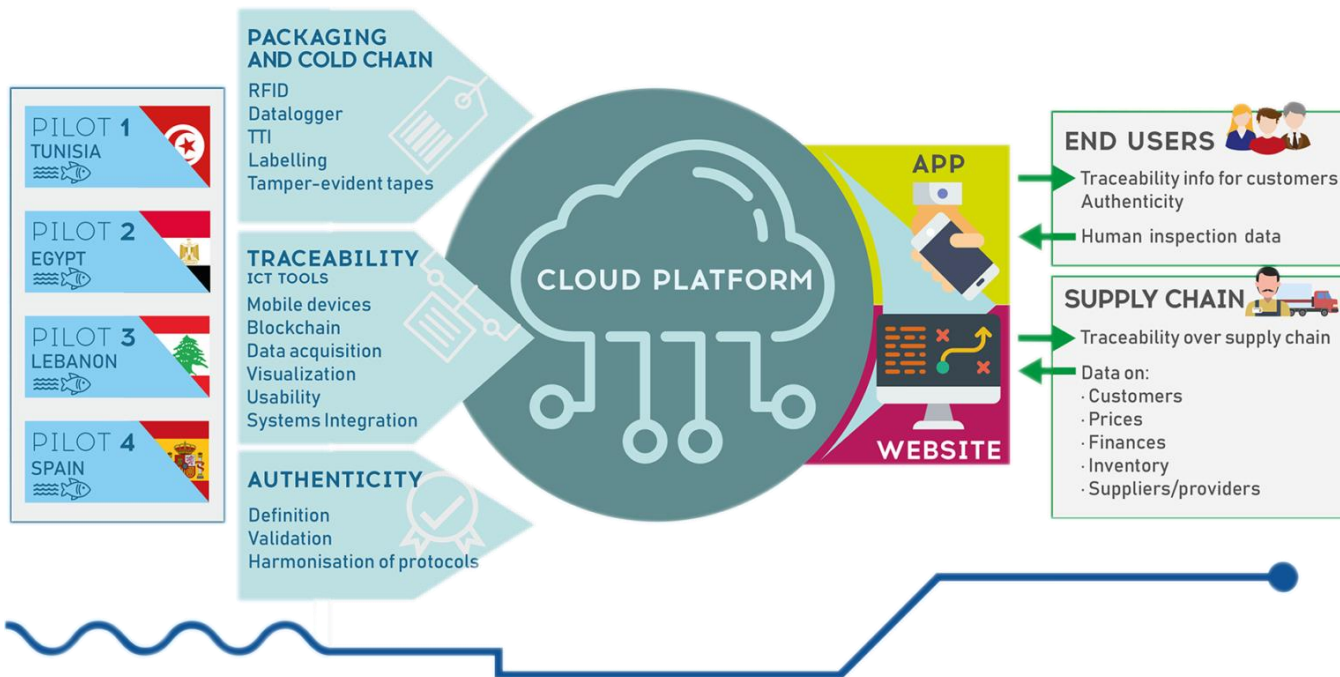 PILOT 1
TUNISIA
PILOT 2
EGYPT
PILOT 3
LEBANON
PILOT 4
SPAIN
PACKAGING
AND COLD CHAIN
RFID
Datalogger
TTI
Labelling
Tamper-evident tapes
TRACEABILITY
ICT TOOLS
Mobile devices
Blockchain
Data acquisition
Visualization
Usability
Systems Integration
AUTHENTICITY
Definition
Validation
Harmonisation of protocols
CLOUD PLATFORM
APP
WEBSITE
END USERS
Traceability info for customers
Authenticity
Human inspection data
SUPPLY CHAIN
Traceability over supply chain
Data on:
· Customers
· Prices
· Finances
· Inventory
· Suppliers/providers